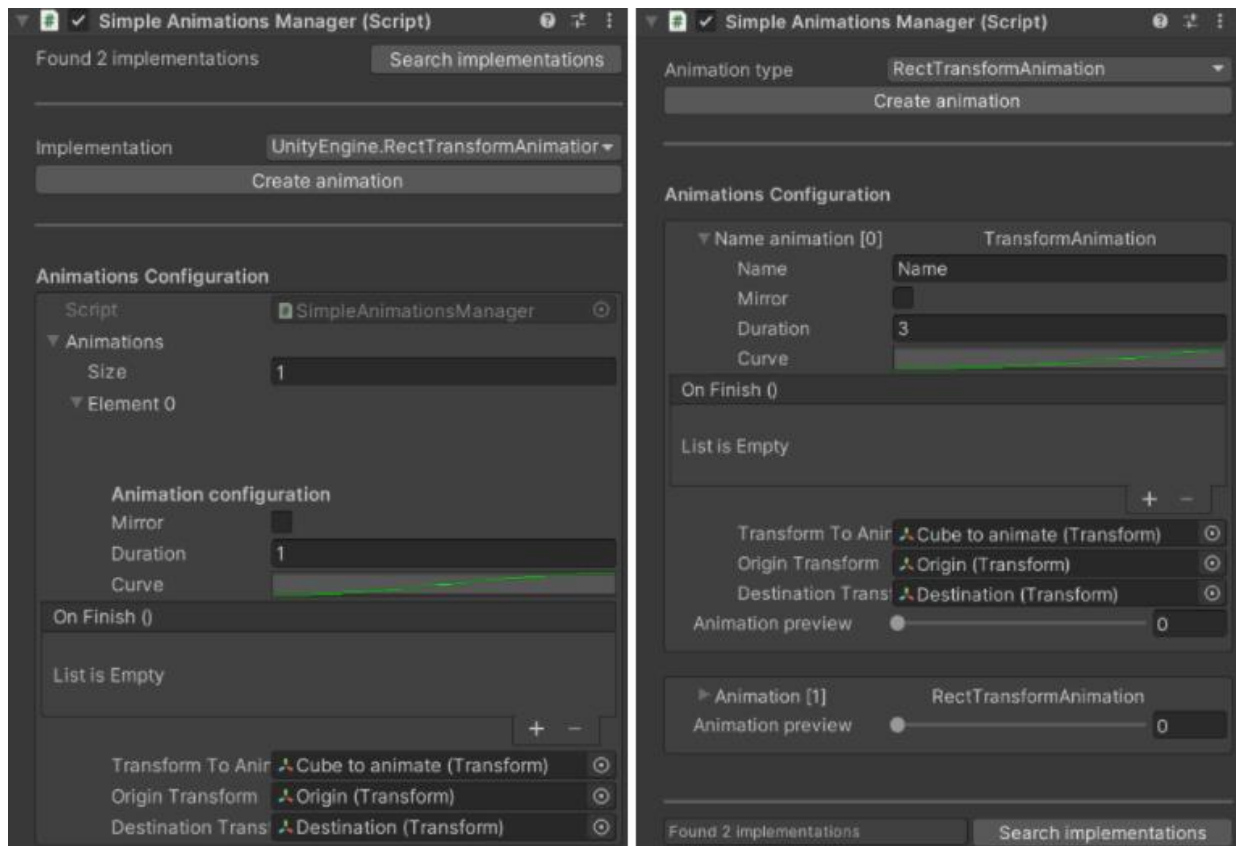 Simple Animations Manager (Script)
Found 2 implementations
Search implementations
Implementation
UnityEngine.RectTransformAnimation
Create animation
Animations Configuration
Script
SimpleAnimationsManager
Animations
Size
1
Element 0
Animation configuration
Mirror
Duration
1
Curve
On Finish ()
List is Empty
+ −
Transform To Anir
Cube to animate (Transform)
Origin Transform
Origin (Transform)
Destination Trans
Destination (Transform)
Simple Animations Manager (Script)
Animation type
RectTransformAnimation
Create animation
Animations Configuration
Name animation [0]
TransformAnimation
Name
Name
Mirror
Duration
3
Curve
On Finish ()
List is Empty
+ −
Transform To Anir
Cube to animate (Transform)
Origin Transform
Origin (Transform)
Destination Trans
Destination (Transform)
Animation preview
0
Animation [1]
RectTransformAnimation
Animation preview
0
Found 2 implementations
Search implementations